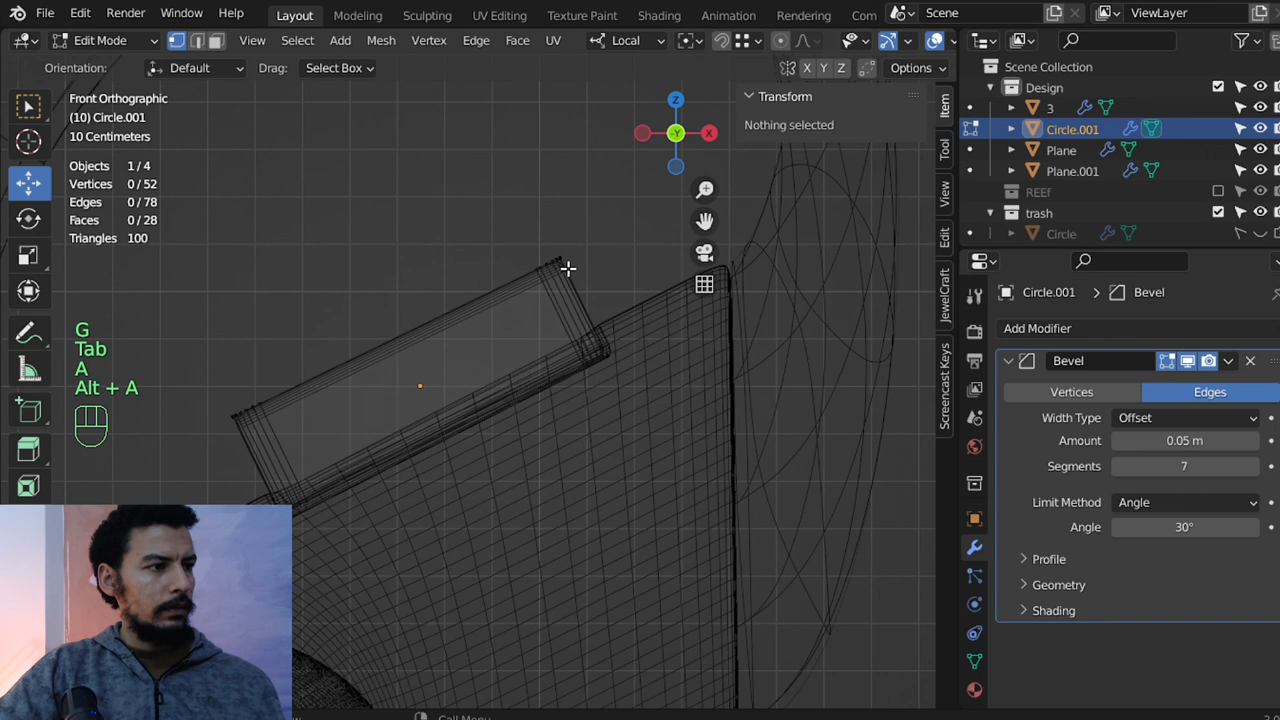 File Edit Render Window Help Layout Modeling Sculpting UV Editing Texture Paint Shading Animation Rendering Com Scene ViewLayer
Edit Mode View Select Add Mesh Vertex Edge Face UV Local
Orientation: Default Drag: Select Box X Y Z Options
Front Orthographic
(10) Circle.001
10 Centimeters
Objects 1 / 4
Vertices 0 / 52
Edges 0 / 78
Faces 0 / 28
Triangles 100
G
Tab
A
Alt + A
Z
-Y
X
Transform
Nothing selected
Item
Tool
View
Edit
JewelCraft
Screencast Keys
Scene Collection
Design
3
Circle.001
Plane
Plane.001
REEf
trash
Circle
Circle.001 > Bevel
Add Modifier
Bevel
Vertices Edges
Width Type Offset
Amount 0.05 m
Segments 7
Limit Method Angle
Angle 30°
Profile
Geometry
Shading
Call Menu